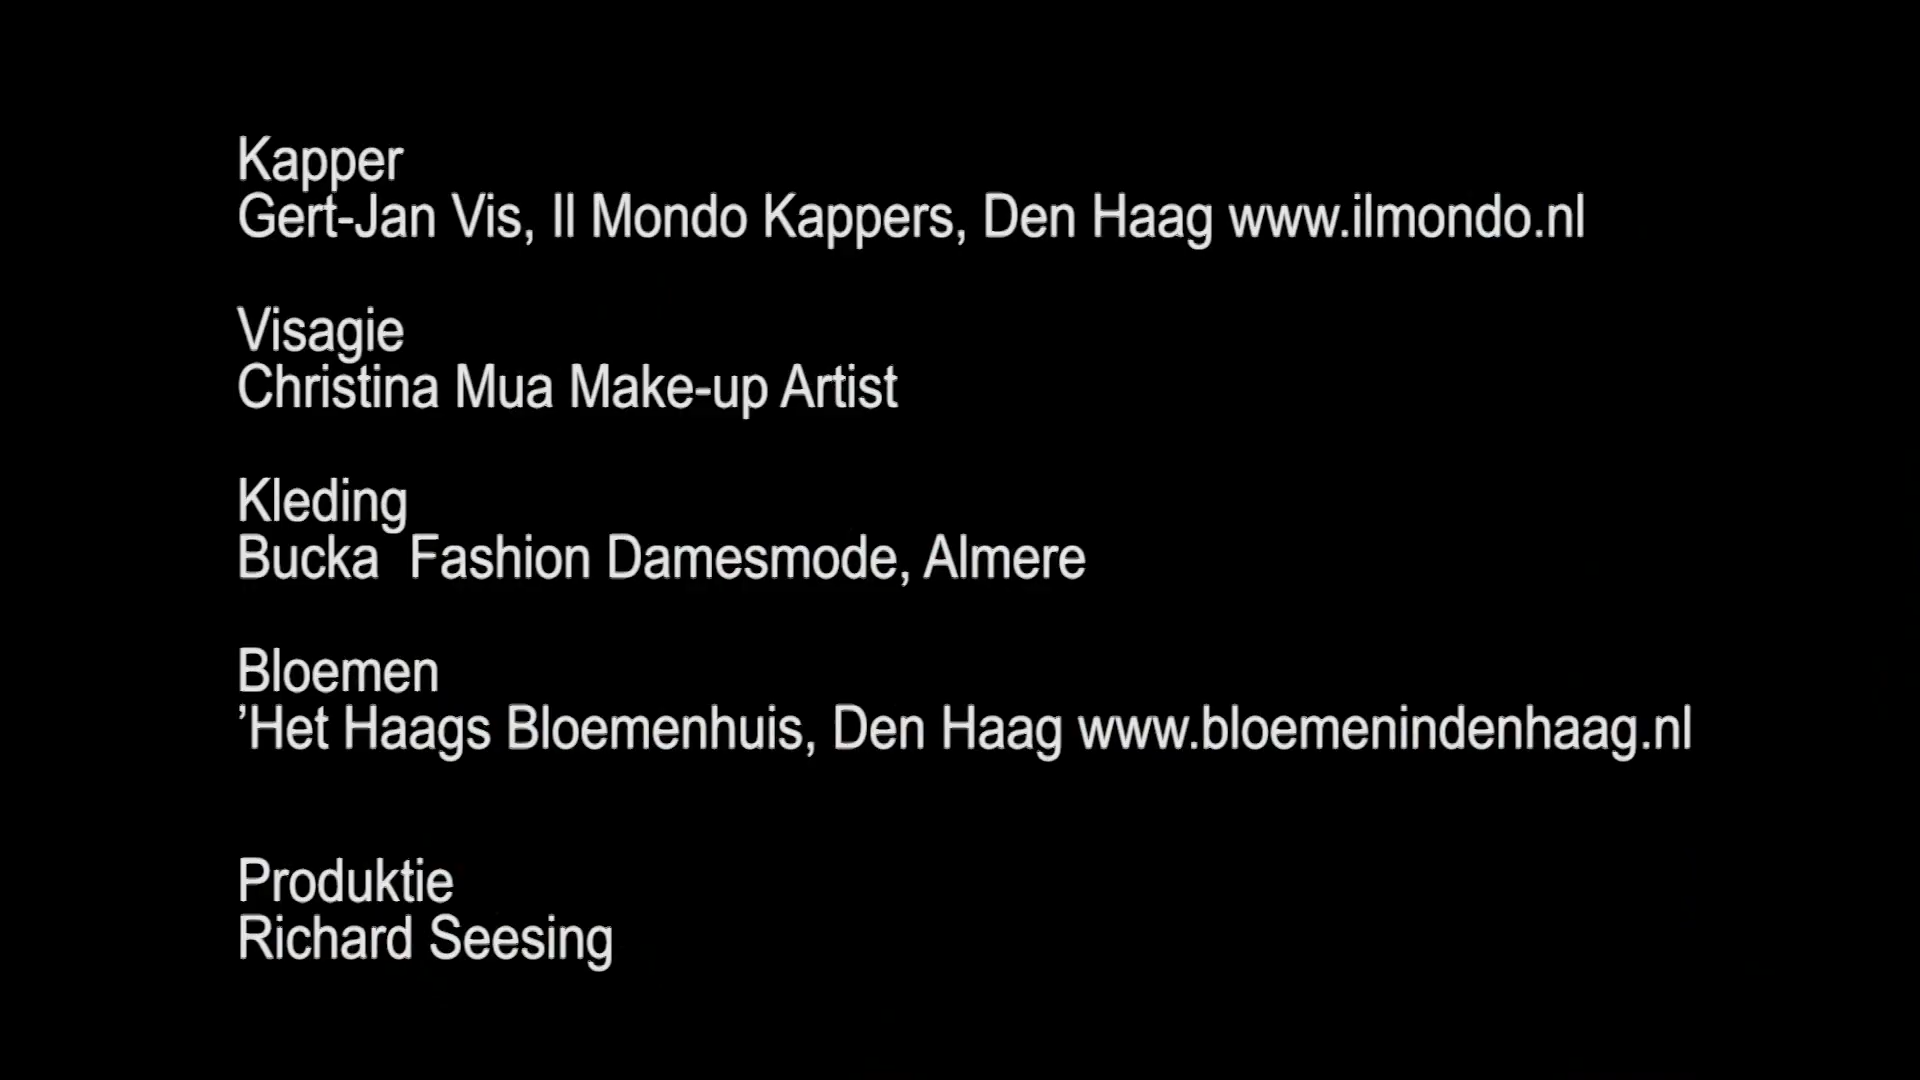 Kapper
Gert-Jan Vis, Il Mondo Kappers, Den Haag www.ilmondo.nl
Visagie
Christina Mua Make-up Artist
Kleding
Bucka  Fashion Damesmode, Almere
Bloemen
’Het Haags Bloemenhuis, Den Haag www.bloemenindenhaag.nl
Produktie
Richard Seesing